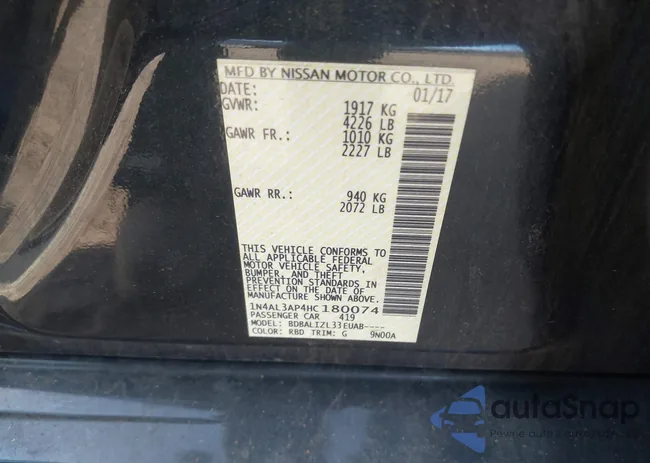 MFD BY NISSAN MOTOR CO., LTD.
DATE: 01/17
GVWR: 1917 KG
4226 LB
GAWR FR.: 1010 KG
2227 LB
GAWR RR.: 940 KG
2072 LB
THIS VEHICLE CONFORMS TO
ALL APPLICABLE FEDERAL
MOTOR VEHICLE SAFETY,
BUMPER, AND THEFT
PREVENTION STANDARDS IN
EFFECT ON THE DATE OF
MANUFACTURE SHOWN ABOVE.
1N4AL3AP4HC180074
PASSENGER CAR 419
MODEL: BDBALIZL33EUAB----
COLOR: RBD TRIM: G 9N00A
autoSnap
Pewne auto z